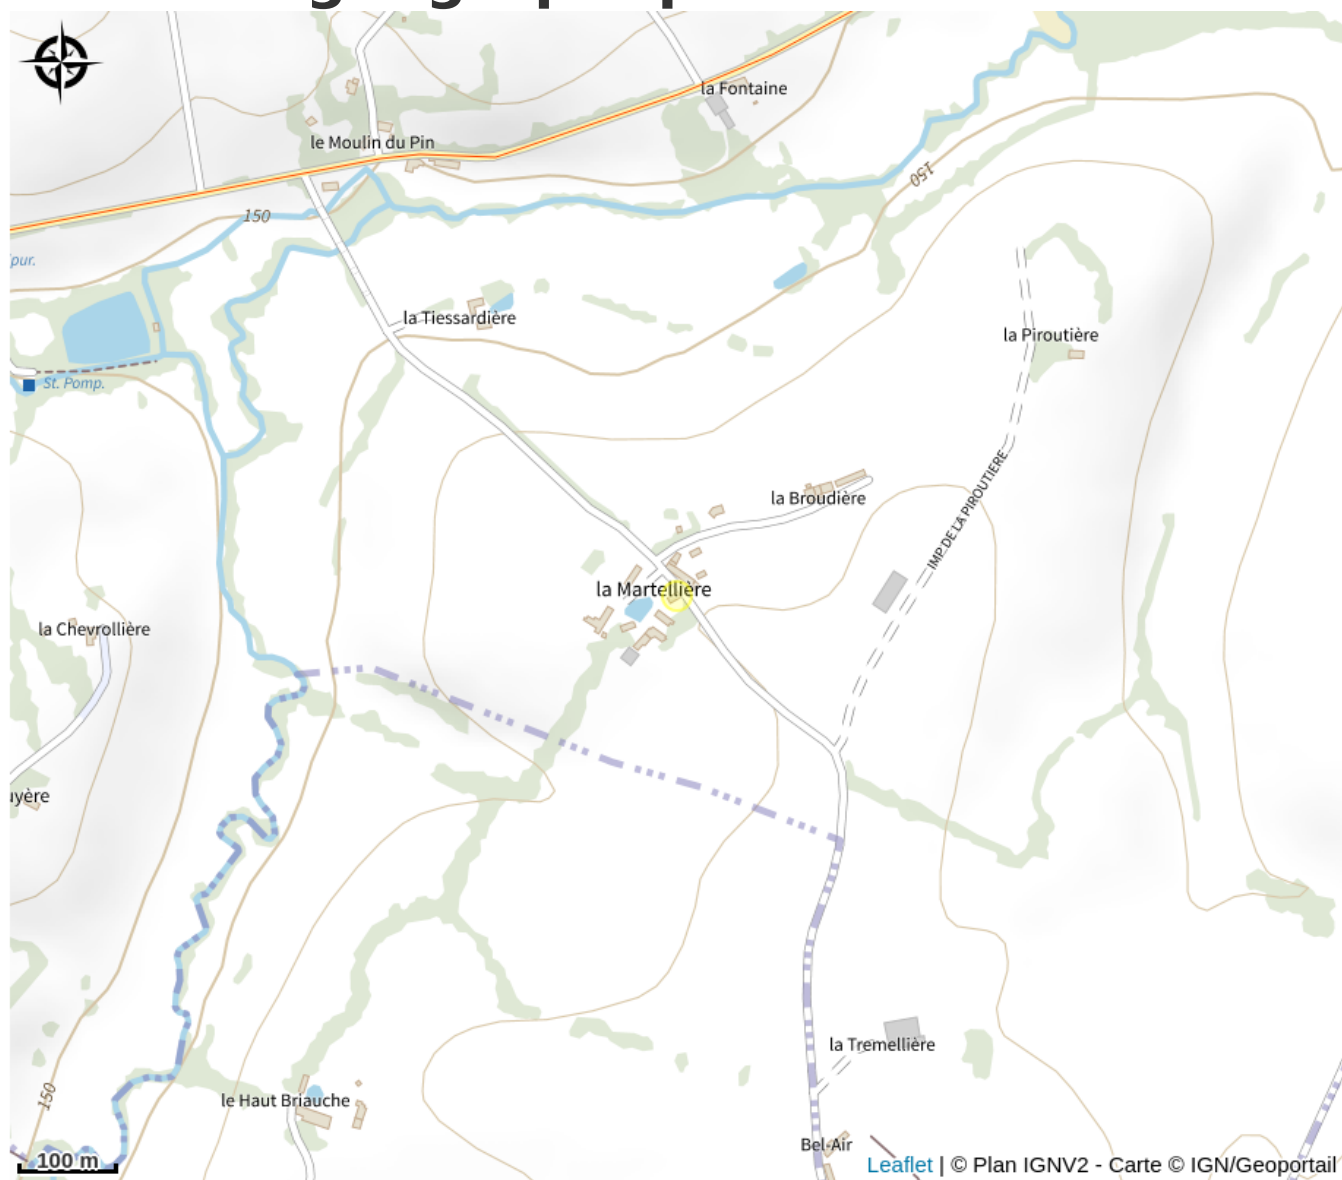 la Fontaine
le Moulin du Pin
150
150
pur.
la Tiessardière
la Piroutière
St. Pomp.
la Broudière
IMP. DE LA PIROUTIERE
la Martellière
la Chevrollière
uyère
la Tremellière
150
le Haut Briauche
Bel-Air
100 m
Leaflet | © Plan IGNV2 - Carte © IGN/Geoportail